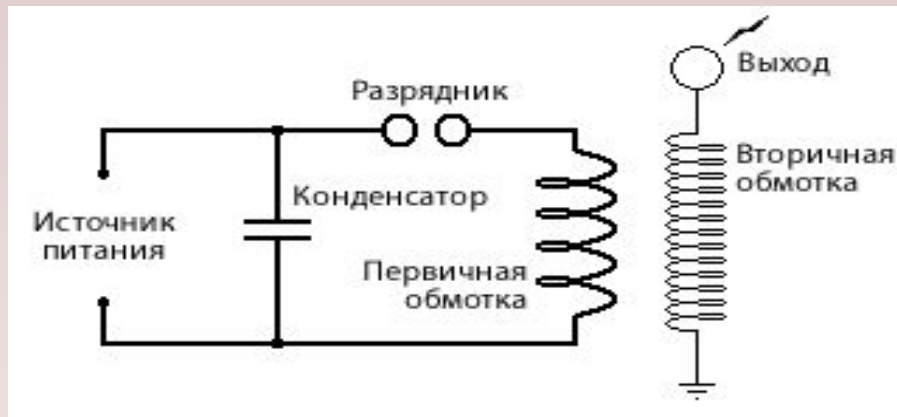 Выход
Разрядник
Вторичная
обмотка
Конденсатор
Источник
питания
Первичная
обмотка